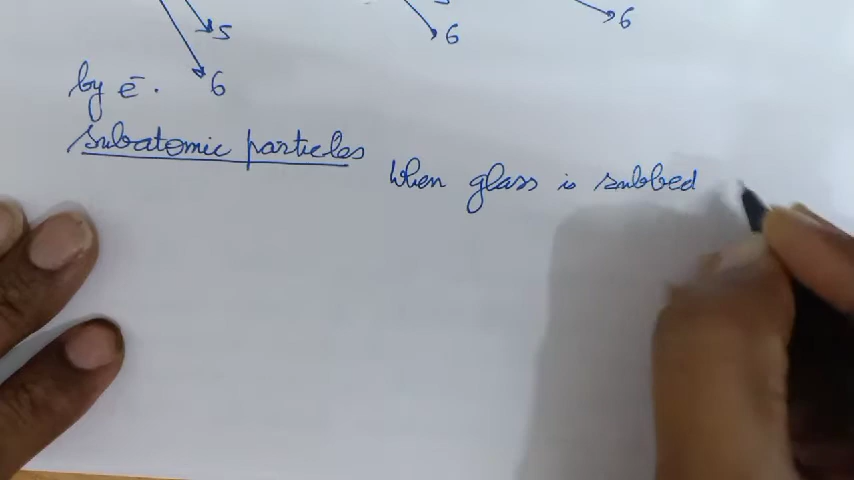 5
6
6
6
by e⁻.
subatomic particles
When glass is rubbed